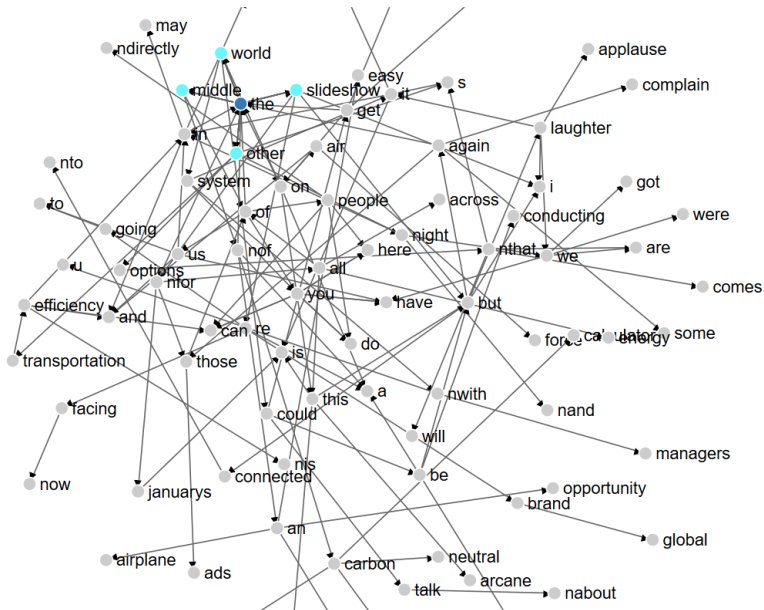 may
ndirectly
world
applause
easy
middle
slideshow
it
s
complain
the
get
in
laughter
other
air
again
nto
system
on
i
got
to
of
people
across
conducting
were
going
us
nof
here
night
nthat
we
are
u
options
nfor
all
you
have
but
comes
efficiency
and
can
re
do
force
calculator
energy
some
transportation
those
is
facing
could
this
a
nwith
nand
will
now
januarys
connected
nis
be
managers
opportunity
brand
an
global
airplane
ads
carbon
neutral
talk
arcane
nabout